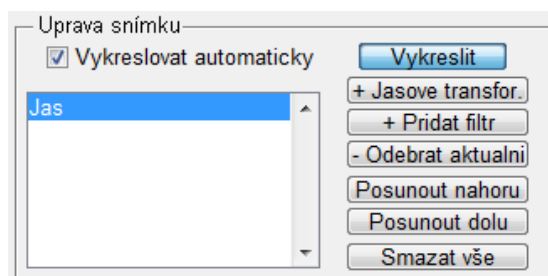 Uprava snímku
Vykreslovat automaticky
Vykreslit
Jas
+ Jasove transfor.
+ Pridat filtr
- Odebrat aktualni
Posunout nahoru
Posunout dolu
Smazat vše